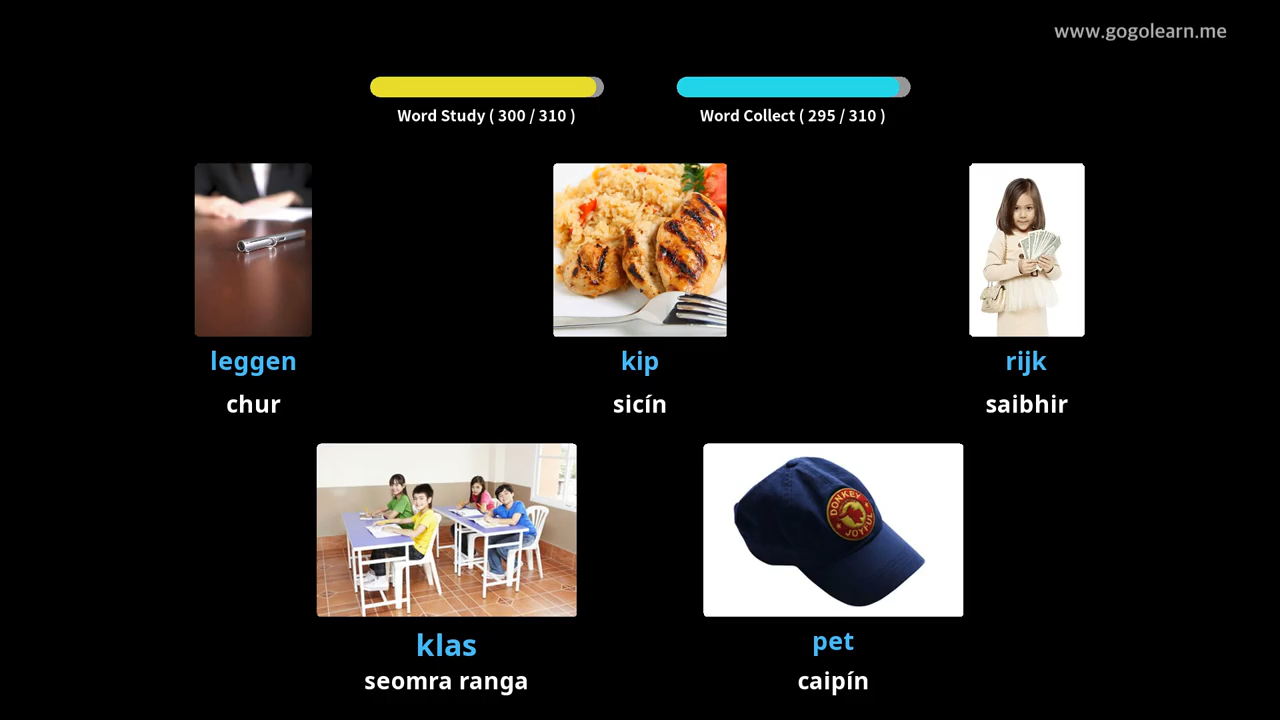 www.gogolearn.me
Word Study ( 300 / 310 )
Word Collect ( 295 / 310 )
leggen
chur
kip
sicín
rijk
saibhir
klas
seomra ranga
DONKEY
JOYFUL
pet
caipín